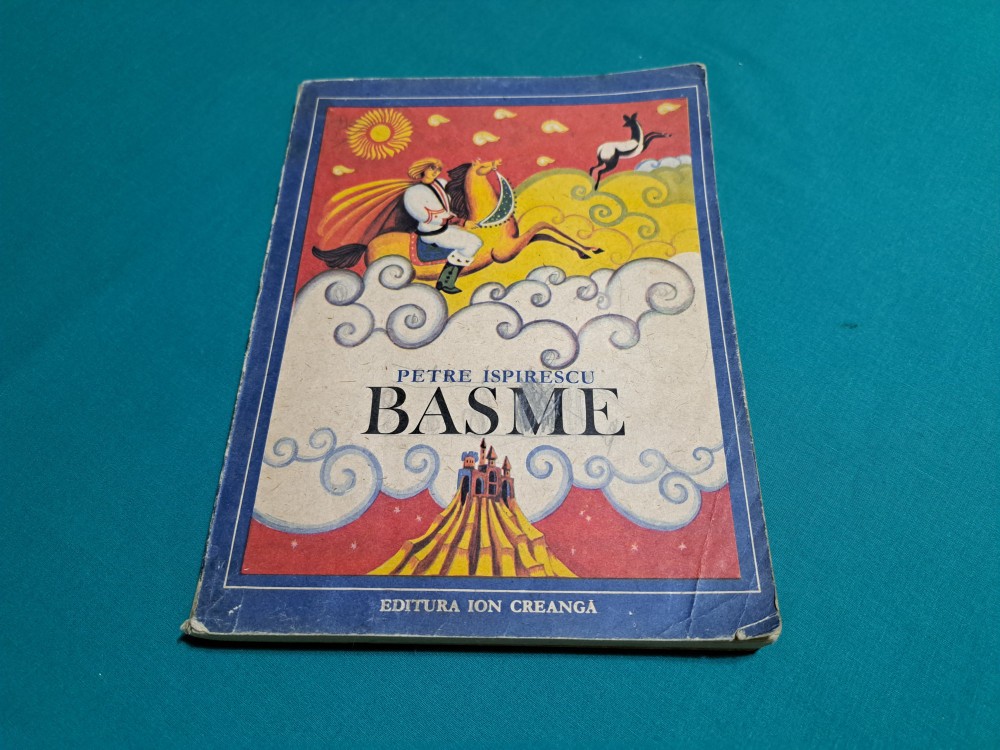 PETRE ISPIRESCU
BASME
EDITURA ION CREANGĂ